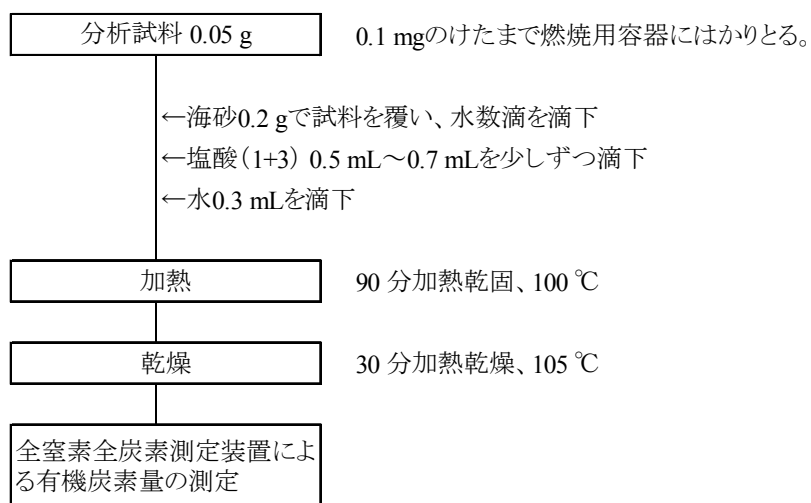 分析試料 0.05 g
0.1 mgのけたまで燃焼用容器にはかりとる。
←海砂0.2 gで試料を覆い、水数滴を滴下
←塩酸（1+3） 0.5 mL～0.7 mLを少しずつ滴下
←水0.3 mLを滴下
加熱
90 分加熱乾固、100 ℃
乾燥
30 分加熱乾燥、105 ℃
全窒素全炭素測定装置によ
る有機炭素量の測定